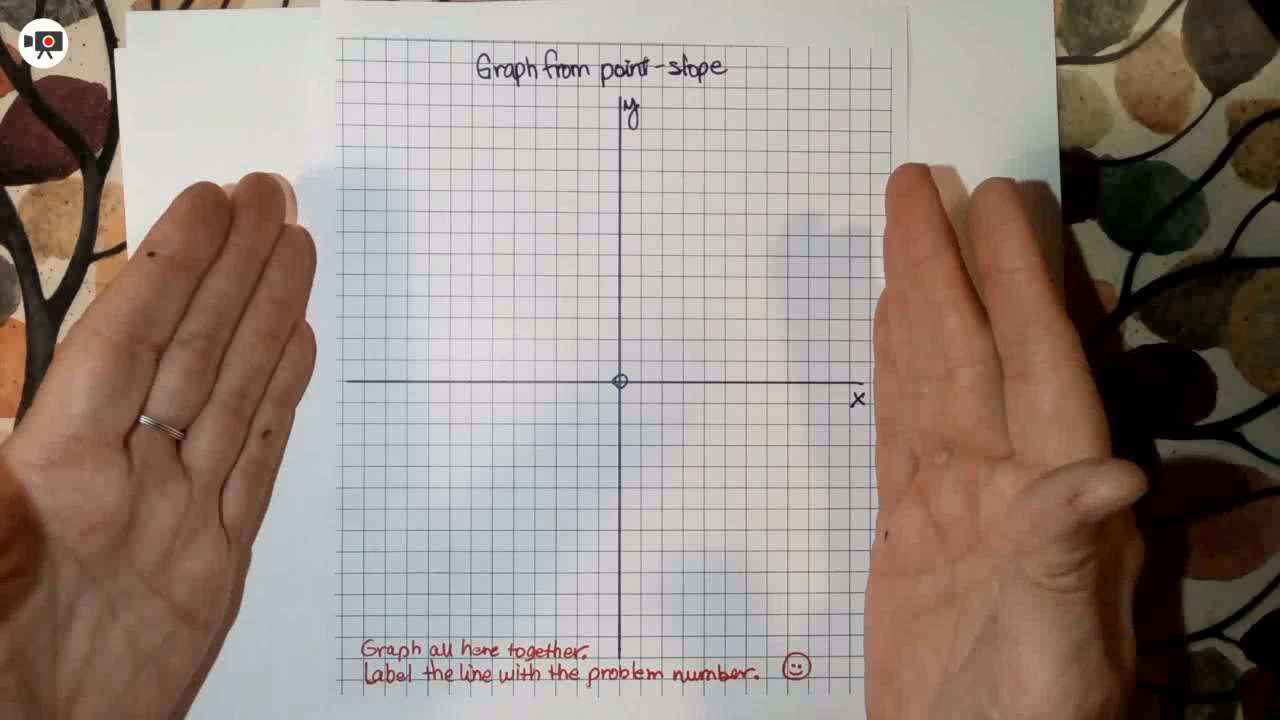 Graph from point-slope
y
x
Graph all here together.
Label the line with the problem number.